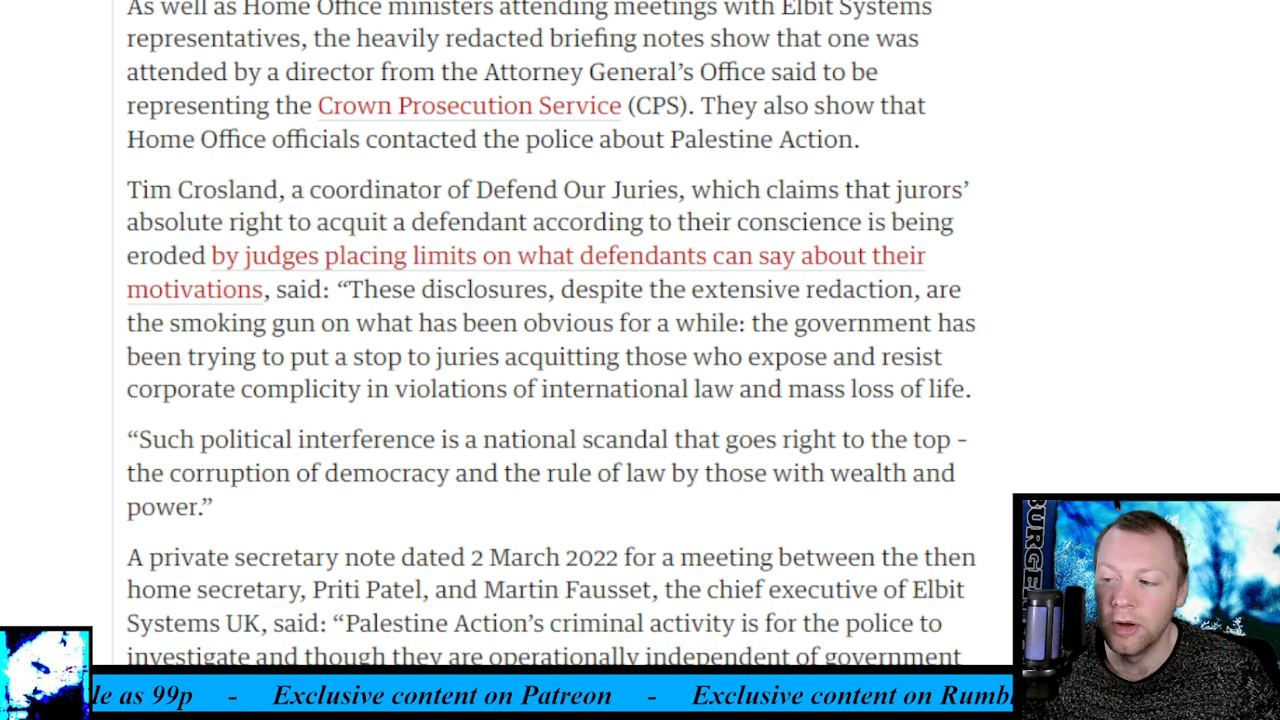 As well as Home Office ministers attending meetings with Elbit Systems
representatives, the heavily redacted briefing notes show that one was
attended by a director from the Attorney General’s Office said to be
representing the Crown Prosecution Service (CPS). They also show that
Home Office officials contacted the police about Palestine Action.
Tim Crosland, a coordinator of Defend Our Juries, which claims that jurors’
absolute right to acquit a defendant according to their conscience is being
eroded by judges placing limits on what defendants can say about their
motivations, said: “These disclosures, despite the extensive redaction, are
the smoking gun on what has been obvious for a while: the government has
been trying to put a stop to juries acquitting those who expose and resist
corporate complicity in violations of international law and mass loss of life.
“Such political interference is a national scandal that goes right to the top –
the corruption of democracy and the rule of law by those with wealth and
power.”
A private secretary note dated 2 March 2022 for a meeting between the then
home secretary, Priti Patel, and Martin Fausset, the chief executive of Elbit
Systems UK, said: “Palestine Action’s criminal activity is for the police to
investigate and though they are operationally independent of government
le as 99p - Exclusive content on Patreon - Exclusive content on Rumb
BURGE